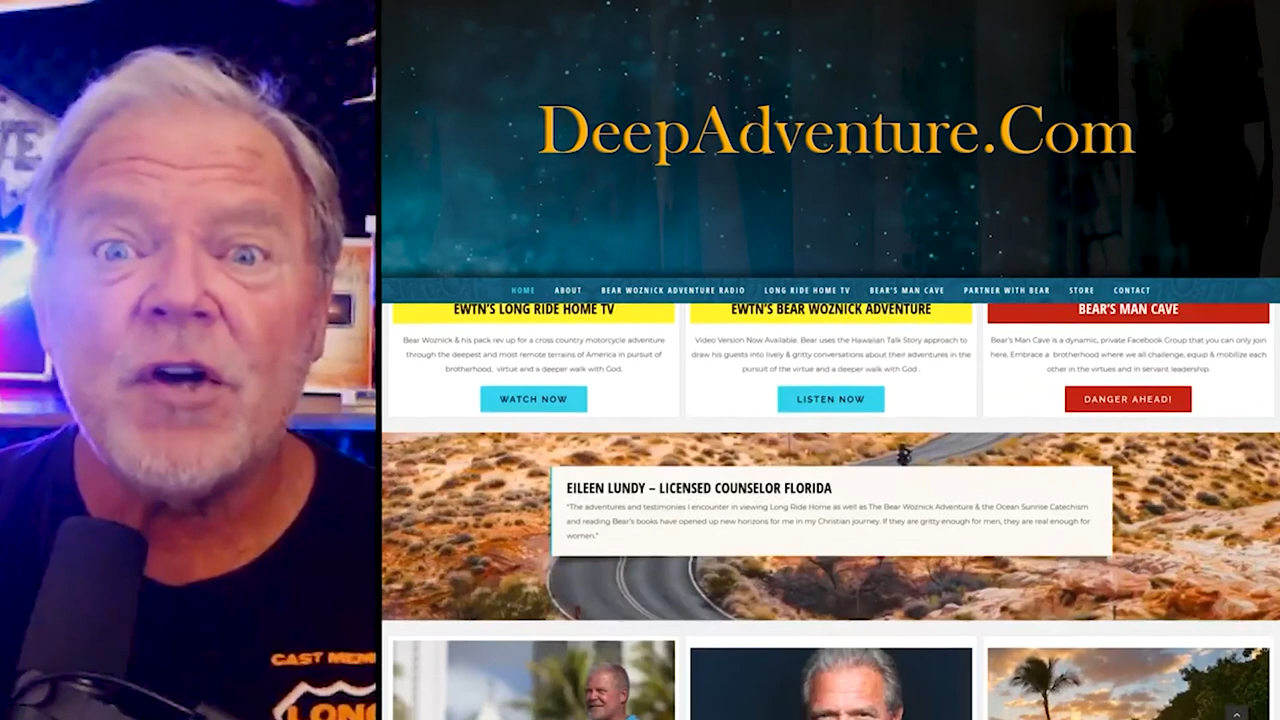 DeepAdventure.Com
HOME ABOUT BEAR WOZNICK ADVENTURE RADIO LONG RIDE HOME TV BEAR'S MAN CAVE PARTNER WITH BEAR STORE CONTACT
EWTN'S LONG RIDE HOME TV
Bear Woznick & his pack rev up for a cross country motorcycle adventure
through the deepest and most remote terrains of America in pursuit of
brotherhood, virtue and a deeper walk with God.
WATCH NOW
EWTN'S BEAR WOZNICK ADVENTURE
Video Version Now Available. Bear uses the Hawaiian Talk Story approach to
draw his guests into lively & gritty conversations about their adventures in the
pursuit of the virtue and a deeper walk with God .
LISTEN NOW
BEAR'S MAN CAVE
Bear's Man Cave is a dynamic, private Facebook Group that you can only join
here. Embrace a brotherhood where we all challenge, equip & mobilize each
other in the virtues and in servant leadership.
DANGER AHEAD!
EILEEN LUNDY – LICENSED COUNSELOR FLORIDA
"The adventures and testimonies I encounter in viewing Long Ride Home as well as The Bear Woznick Adventure & the Ocean Sunrise Catechism
and reading Bear's books have opened up new horizons for me in my Christian journey. If they are gritty enough for men, they are real enough for
women."
CAST MEM
LONG